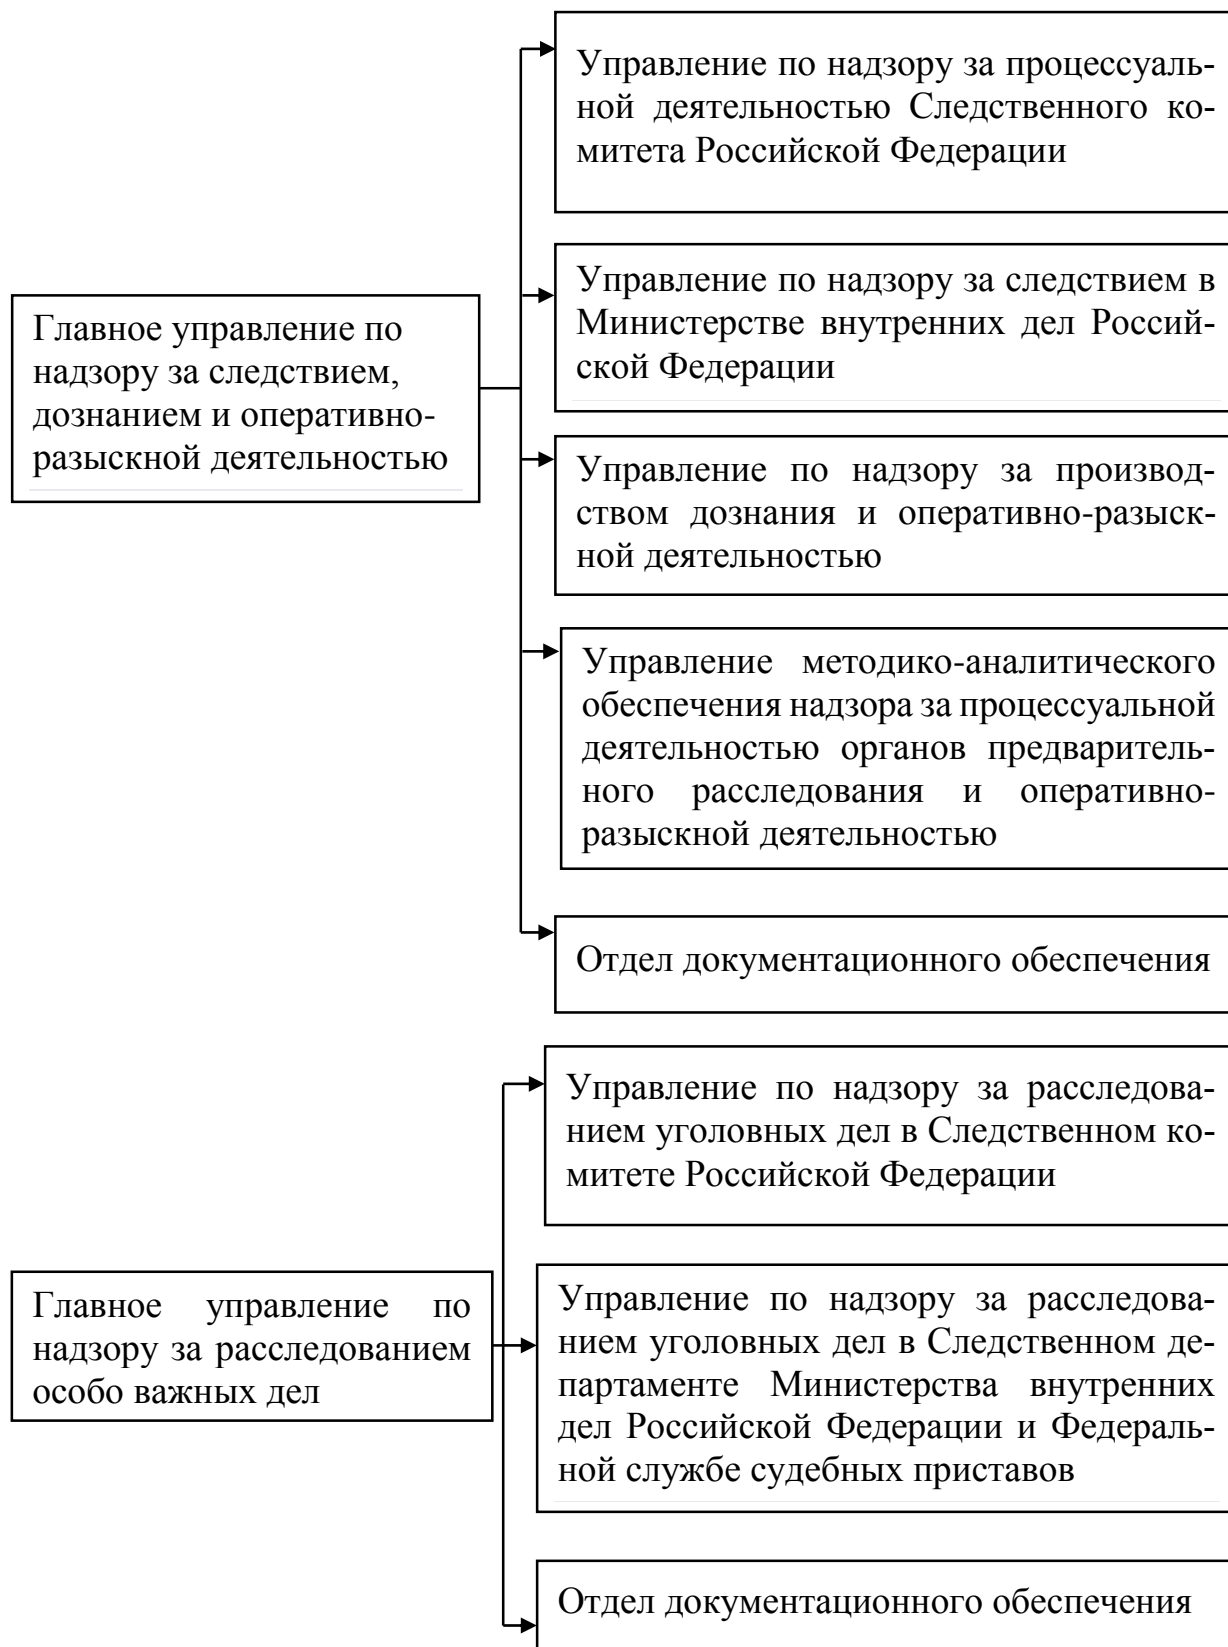 Управление по надзору за процессуаль-
ной деятельностью Следственного ко-
митета Российской Федерации
Управление по надзору за следствием в
Министерстве внутренних дел Россий-
ской Федерации
Главное управление по
надзору за следствием,
дознанием и оперативно-
разыскной деятельностью
Управление по надзору за производ-
ством дознания и оперативно-разыск-
ной деятельностью
Управление методико-аналитического
обеспечения надзора за процессуальной
деятельностью органов предваритель-
ного расследования и оперативно-
разыскной деятельностью
Отдел документационного обеспечения
Управление по надзору за расследова-
нием уголовных дел в Следственном ко-
митете Российской Федерации
Главное управление по
надзору за расследованием
особо важных дел
Управление по надзору за расследова-
нием уголовных дел в Следственном де-
партаменте Министерства внутренних
дел Российской Федерации и Федераль-
ной службе судебных приставов
Отдел документационного обеспечения